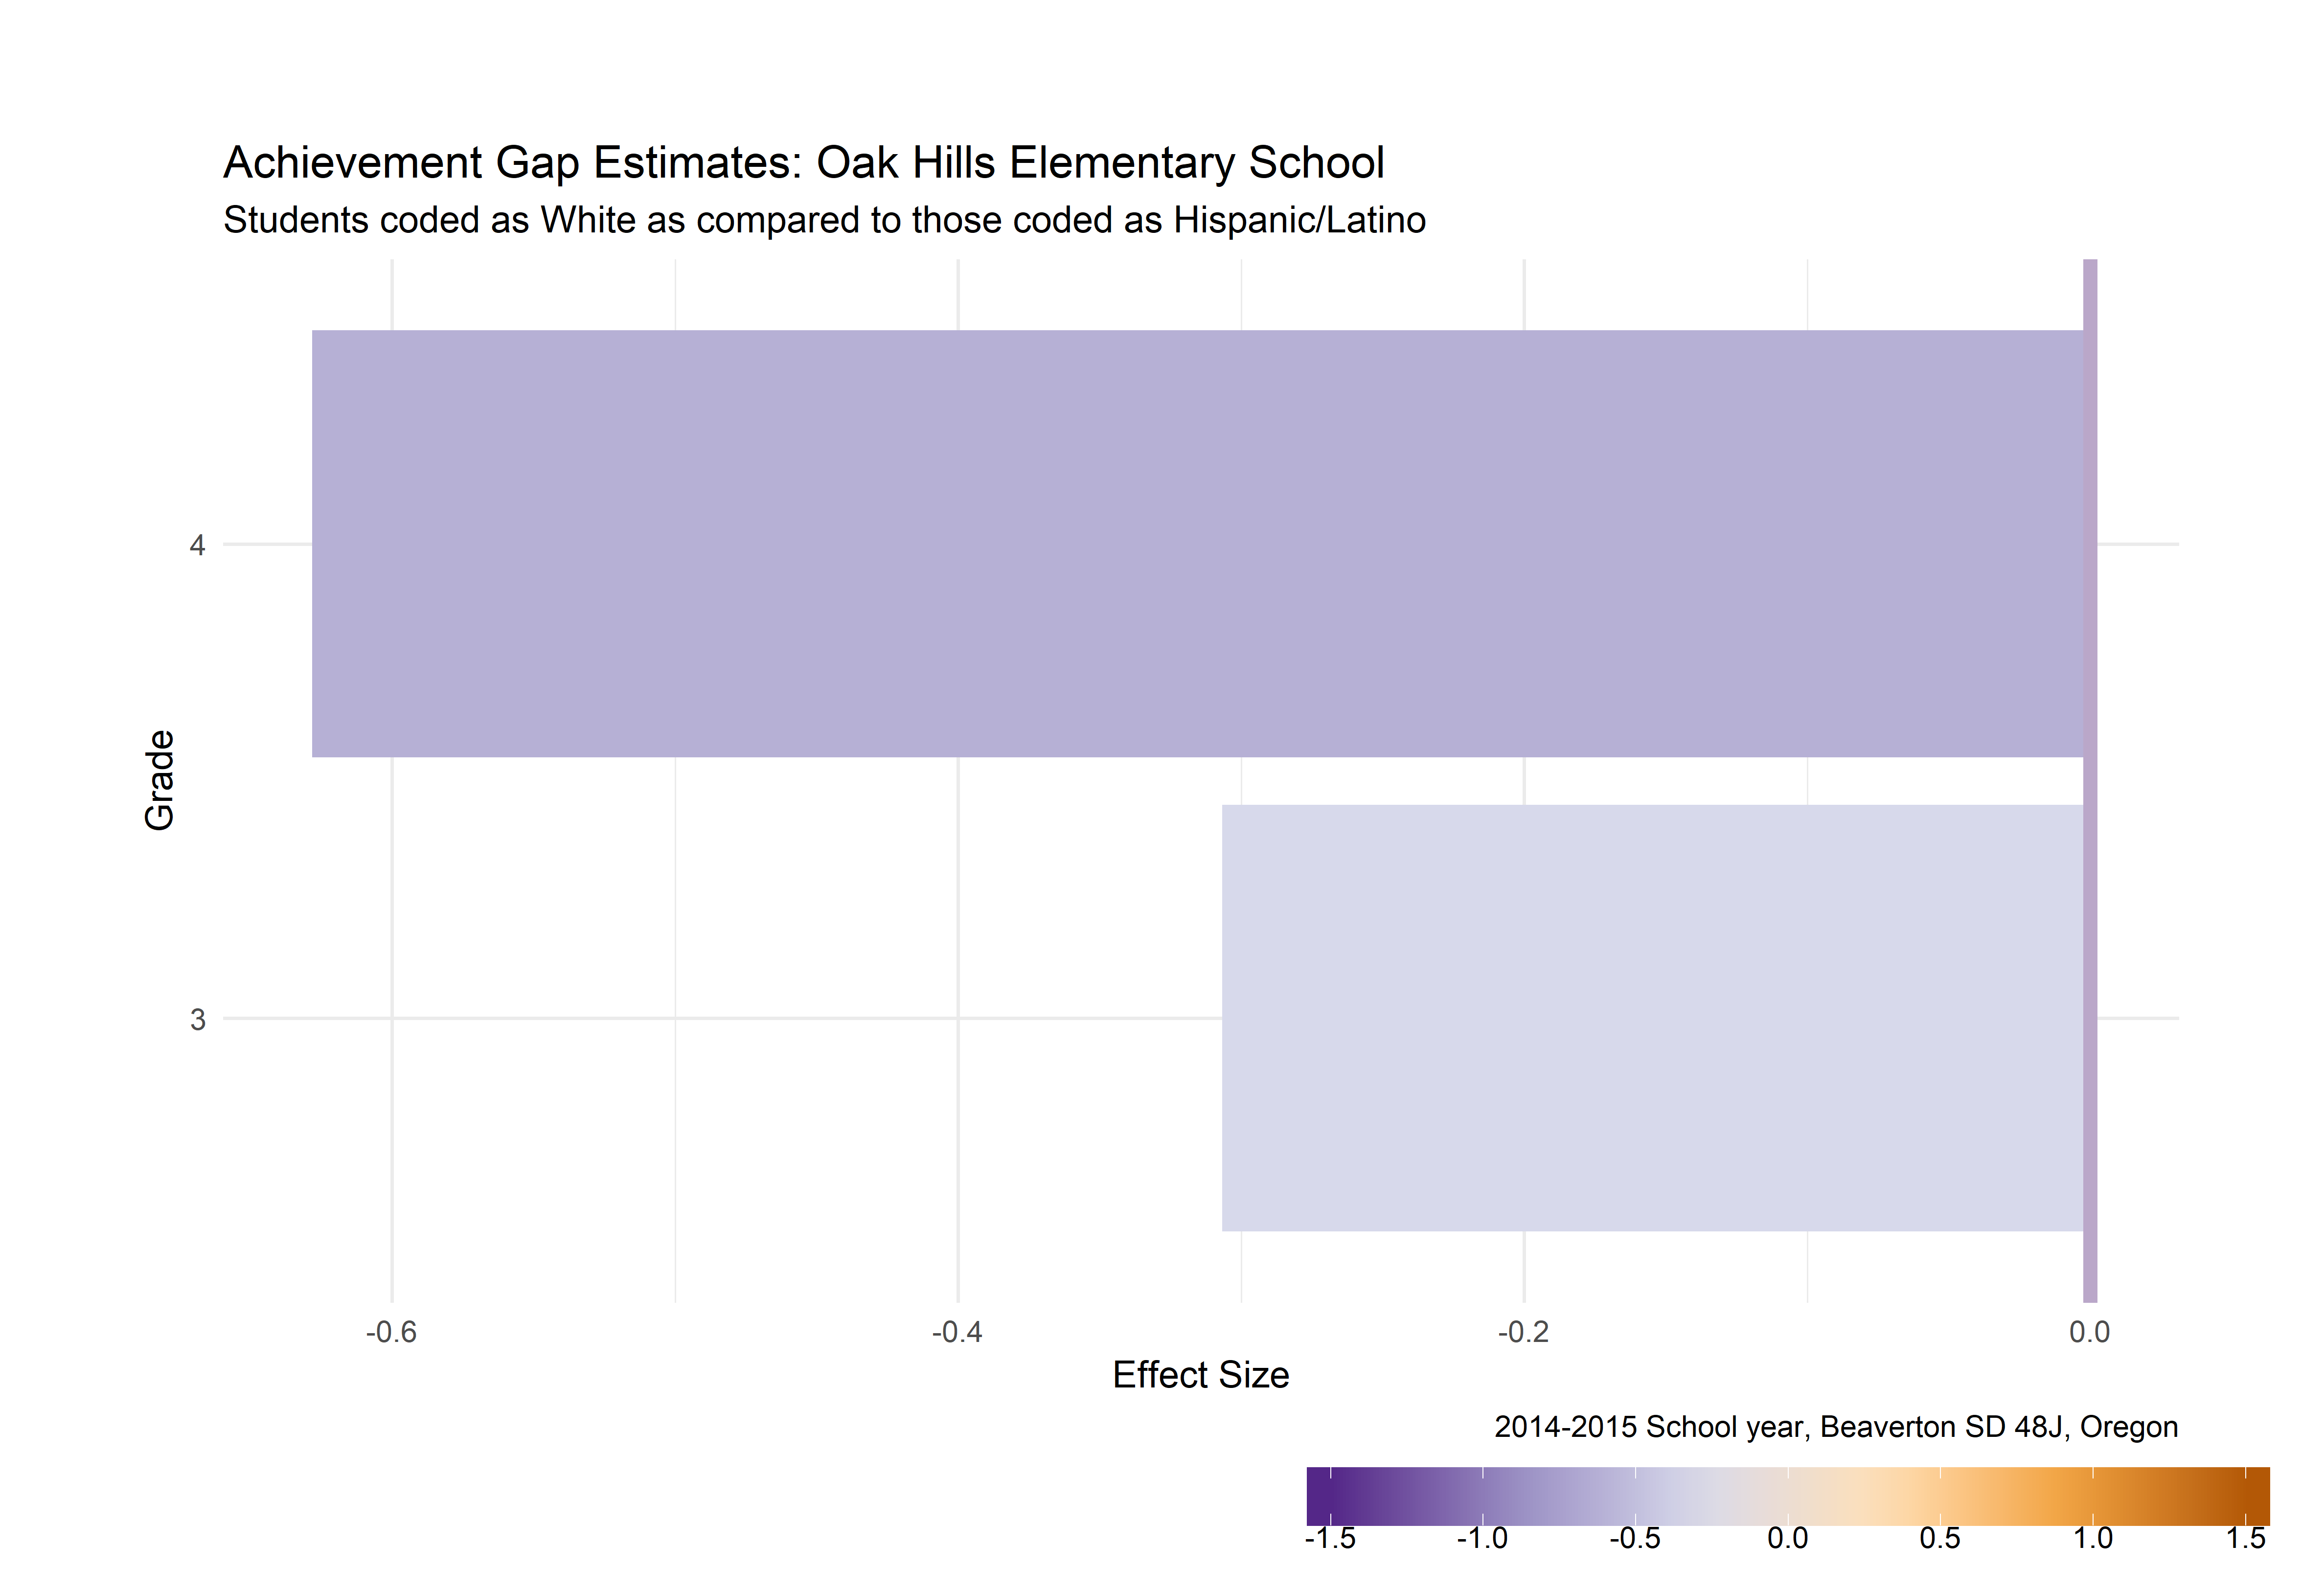 Achievement Gap Estimates: Oak Hills Elementary School
Students coded as White as compared to those coded as Hispanic/Latino
4
Grade
3
-0.6 -0.4 -0.2 0.0
Effect Size
2014-2015 School year, Beaverton SD 48J, Oregon
-1.5 -1.0 -0.5 0.0 0.5 1.0 1.5